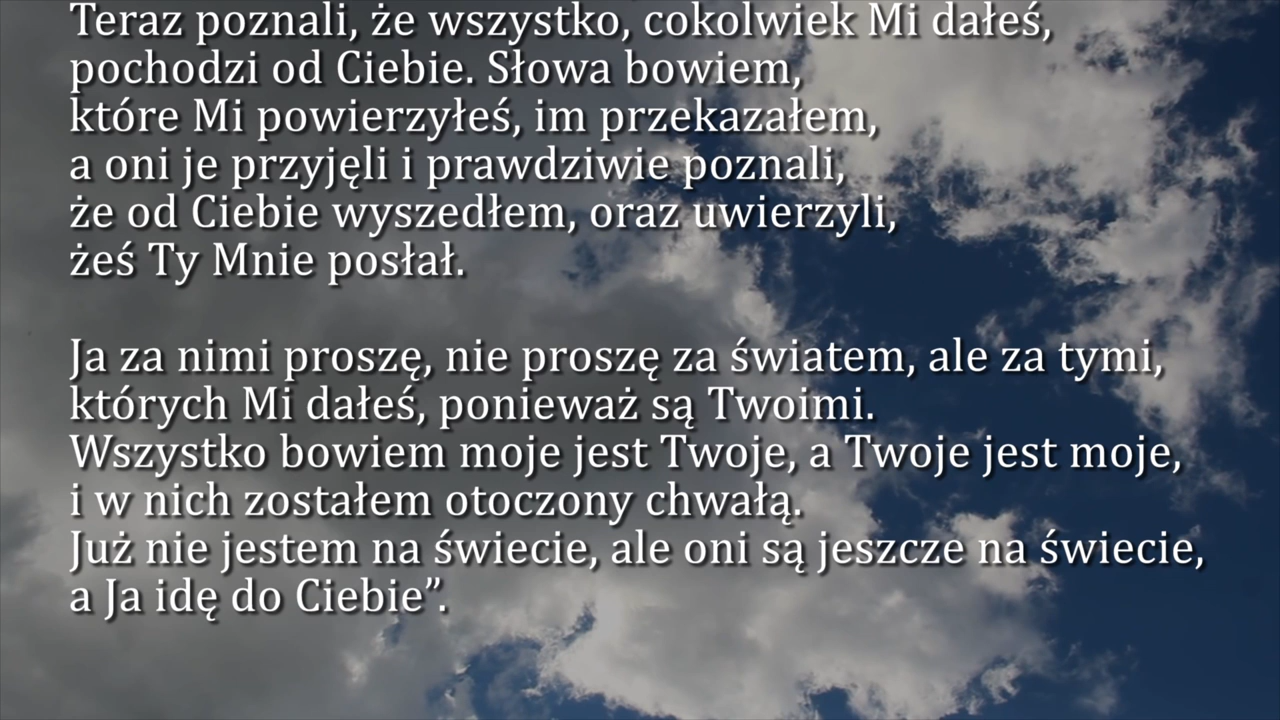 Teraz poznali, że wszystko, cokolwiek Mi dałeś,
pochodzi od Ciebie. Słowa bowiem,
które Mi powierzyłeś, im przekazałem,
a oni je przyjęli i prawdziwie poznali,
że od Ciebie wyszedłem, oraz uwierzyli,
żeś Ty Mnie posłał.
Ja za nimi proszę, nie proszę za światem, ale za tymi,
których Mi dałeś, ponieważ są Twoimi.
Wszystko bowiem moje jest Twoje, a Twoje jest moje,
i w nich zostałem otoczony chwałą.
Już nie jestem na świecie, ale oni są jeszcze na świecie,
a Ja idę do Ciebie”.